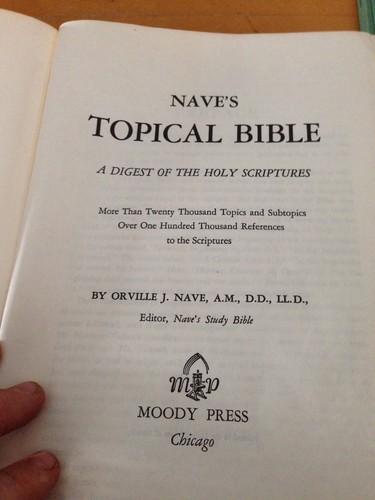 NAVE'S
TOPICAL BIBLE
A DIGEST OF THE HOLY SCRIPTURES
More Than Twenty Thousand Topics and Subtopics
Over One Hundred Thousand References
to the Scriptures
BY ORVILLE J. NAVE, A.M., D.D., LL.D.,
Editor, Nave's Study Bible
MP
MOODY PRESS
Chicago